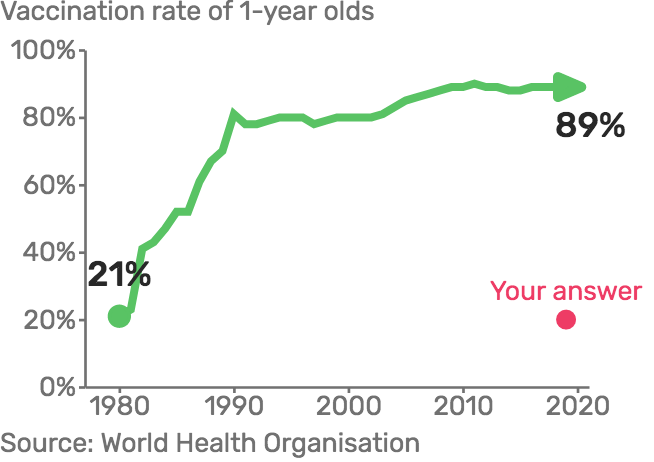 Vaccination rate of 1-year olds
100%
80%
89%
60%
40%
21%
Your answer
20%
0%
1980 1990 2000 2010 2020
Source: World Health Organisation